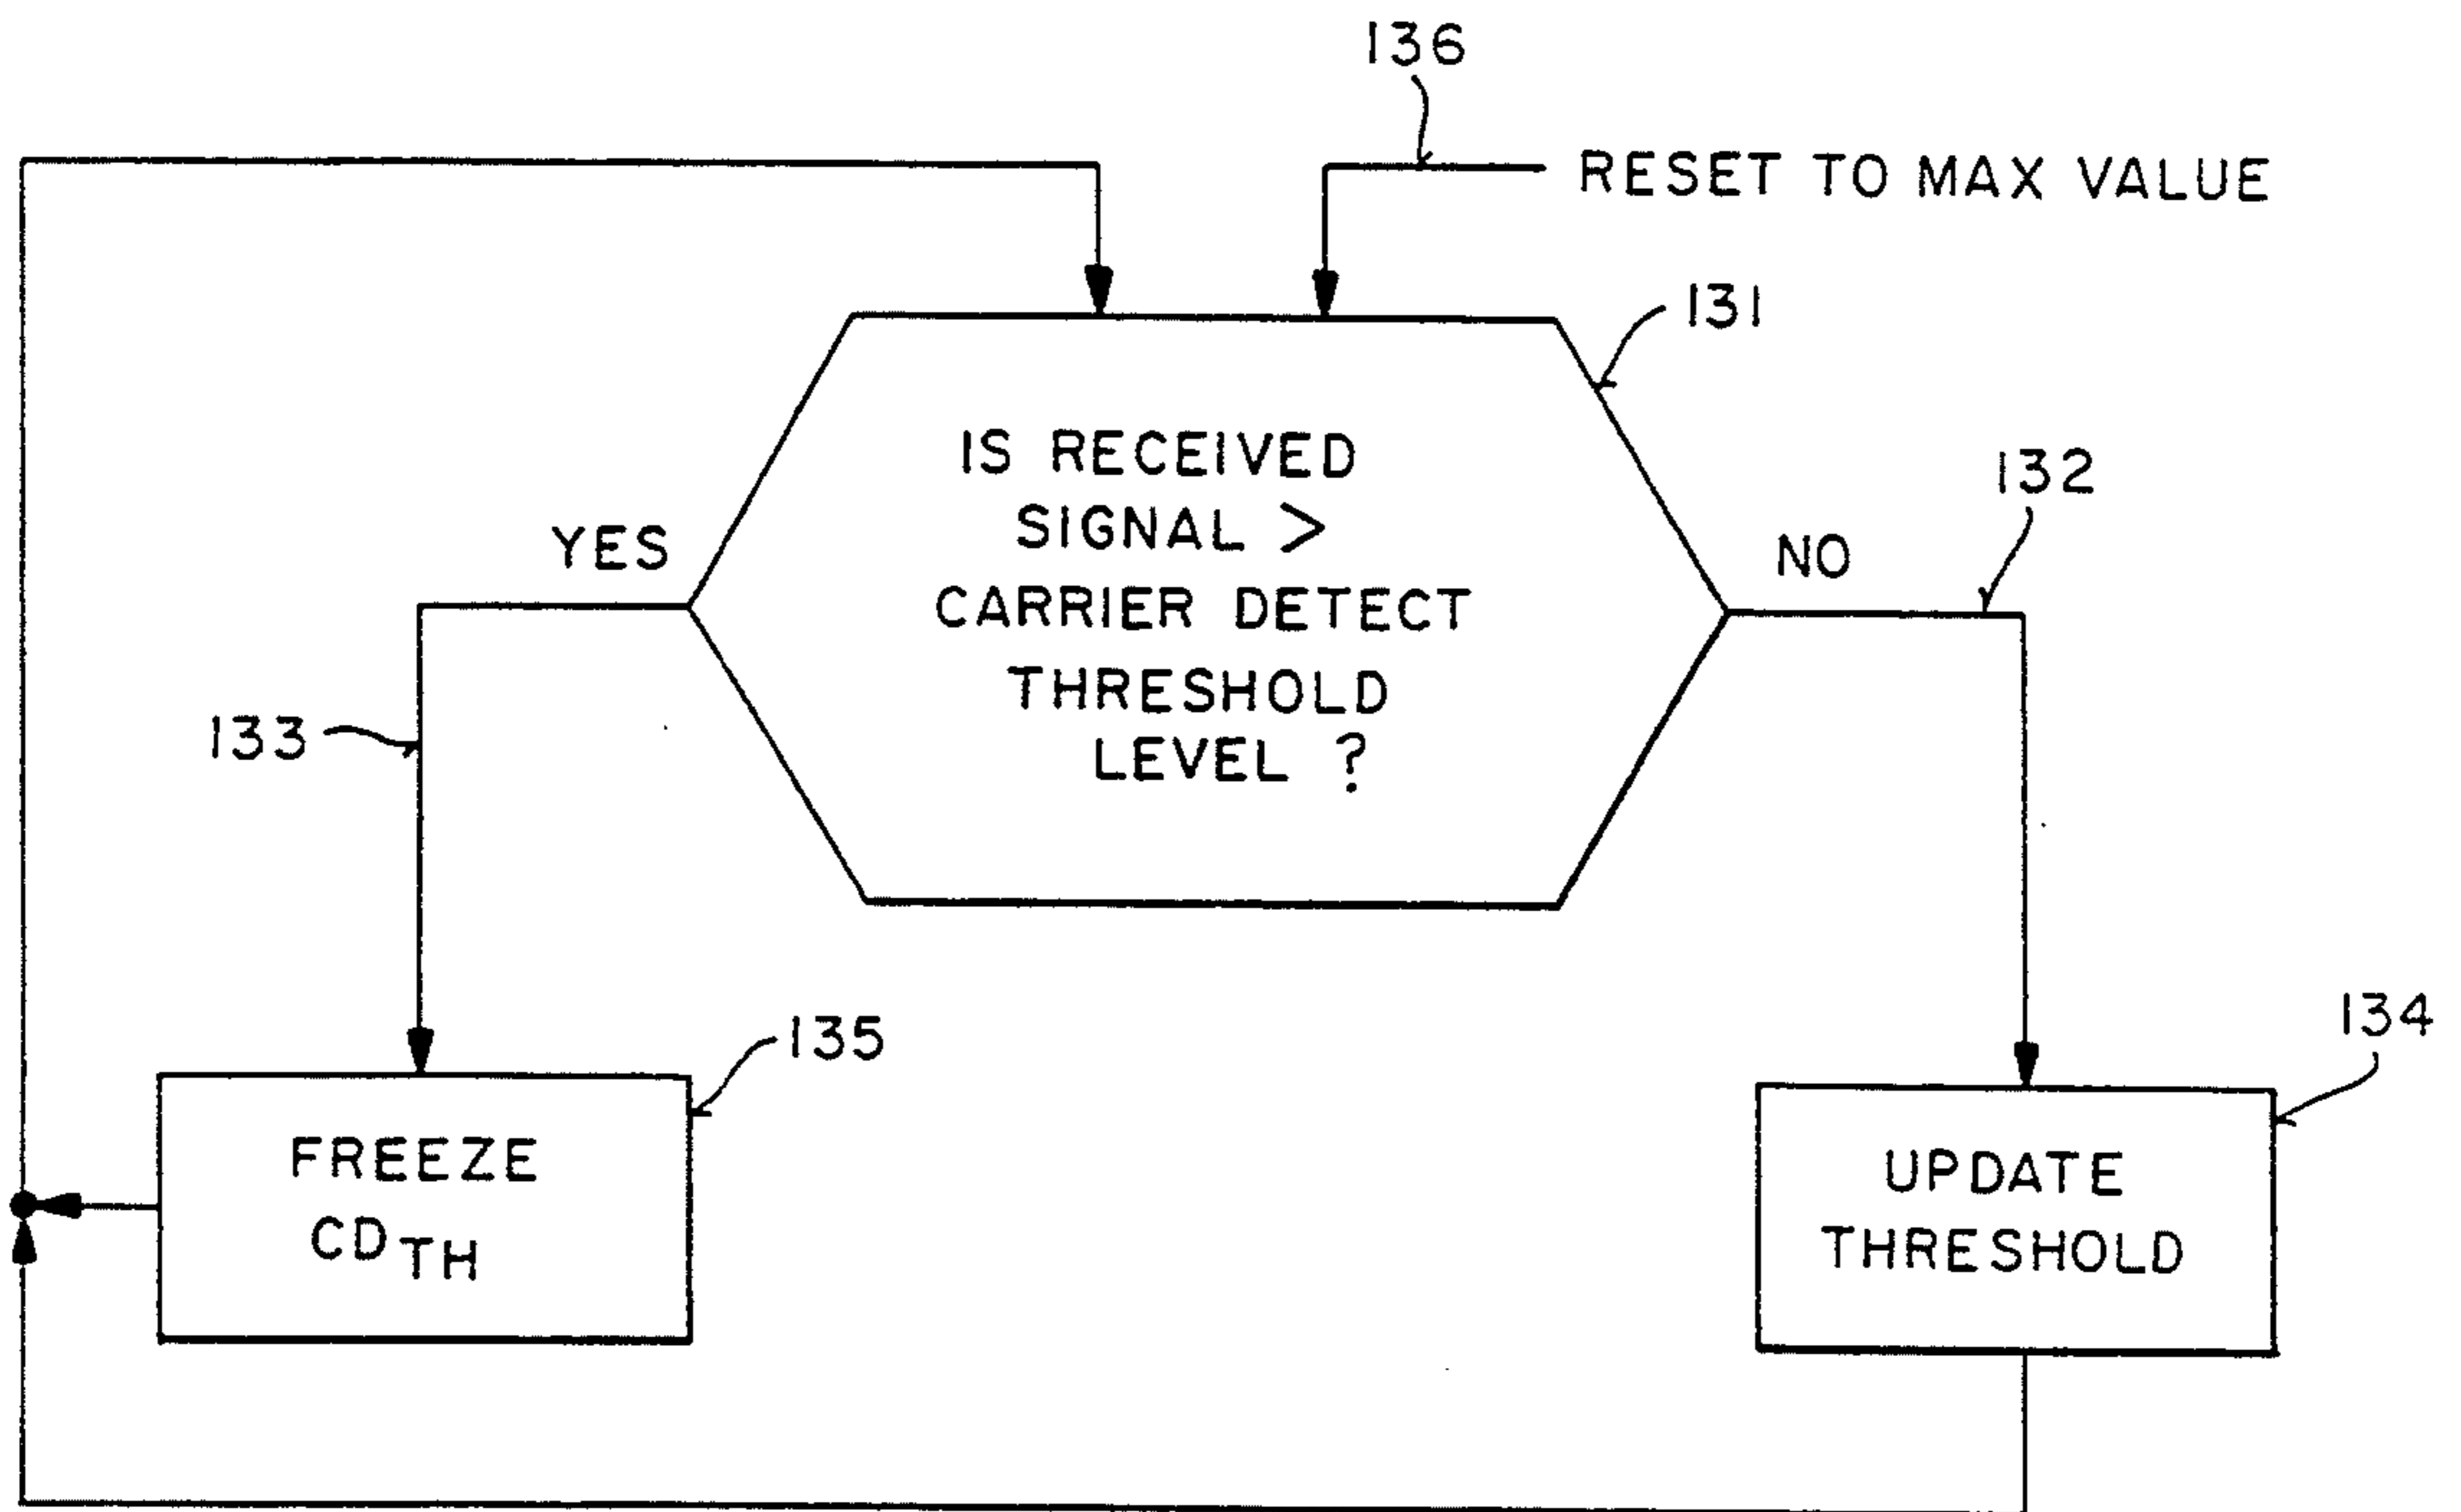 136
RESET TO MAX VALUE
131
IS RECEIVED
SIGNAL >
CARRIER DETECT
THRESHOLD
LEVEL ?
YES
NO
132
133
135
134
FREEZE
CD TH
UPDATE
THRESHOLD